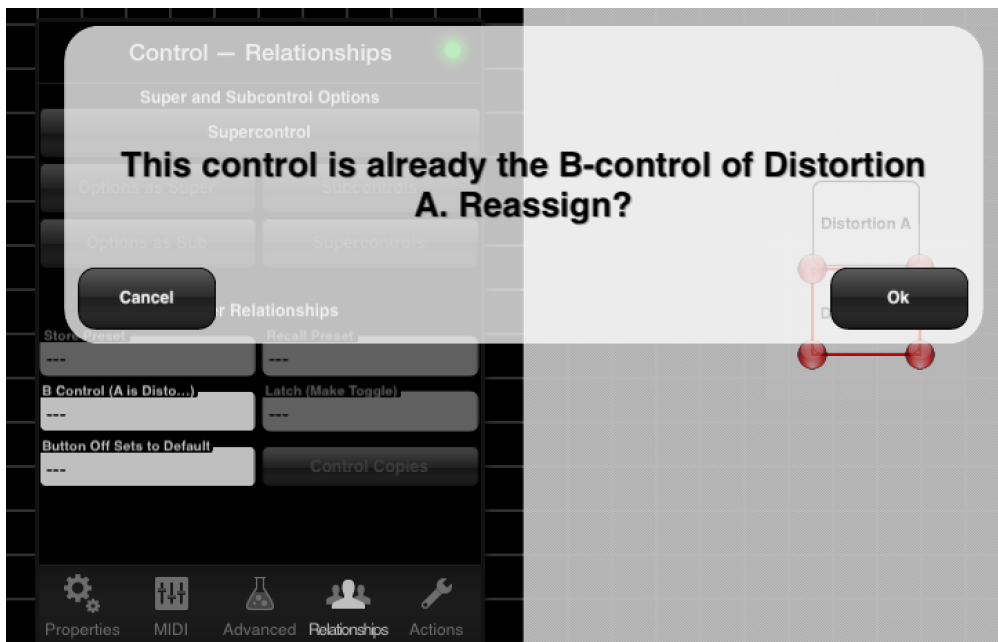 Control — Relationships
Super and Subcontrol Options
Supercontrol
This control is already the B-control of Distortion
A. Reassign?
Options as Super
Subcontrols
Options as Sub
Supercontrols
Distortion A
D
Cancel
Ok
r Relationships
Store Preset
Recall Preset
---
---
B Control (A is Disto...)
Latch (Make Toggle)
---
---
Button Off Sets to Default
---
Control Copies
Properties
MIDI
Advanced
Relationships
Actions